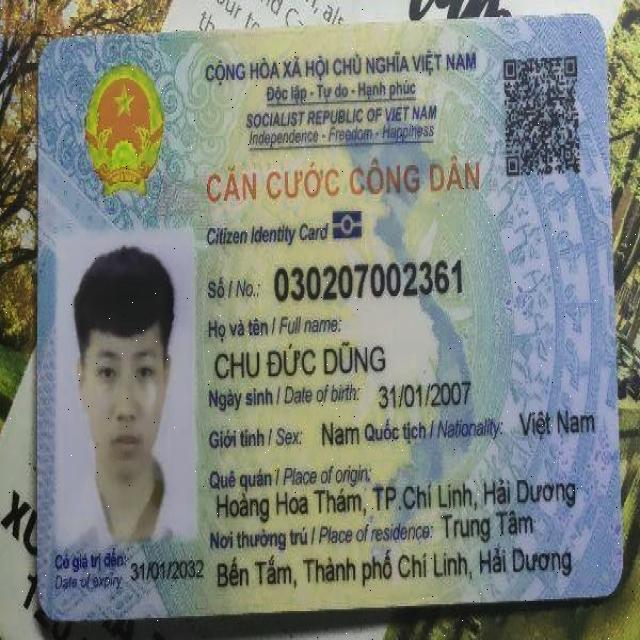 CỘNG HÒA XÃ HỘI CHỦ NGHĨA VIỆT NAM
Độc lập - Tự do - Hạnh phúc
SOCIALIST REPUBLIC OF VIET NAM
Independence - Freedom - Happiness
CĂN CƯỚC CÔNG DÂN
Citizen Identity Card
Số / No.: 030207002361
Họ và tên / Full name:
CHU ĐỨC DŨNG
Ngày sinh / Date of birth: 31/01/2007
Giới tính / Sex: Nam Quốc tịch / Nationality: Việt Nam
Quê quán / Place of origin:
Hoàng Hoa Thám, TP.Chí Linh, Hải Dương
Nơi thường trú / Place of residence: Trung Tâm
Bến Tắm, Thành phố Chí Linh, Hải Dương
Có giá trị đến: 31/01/2032
Date of expiry